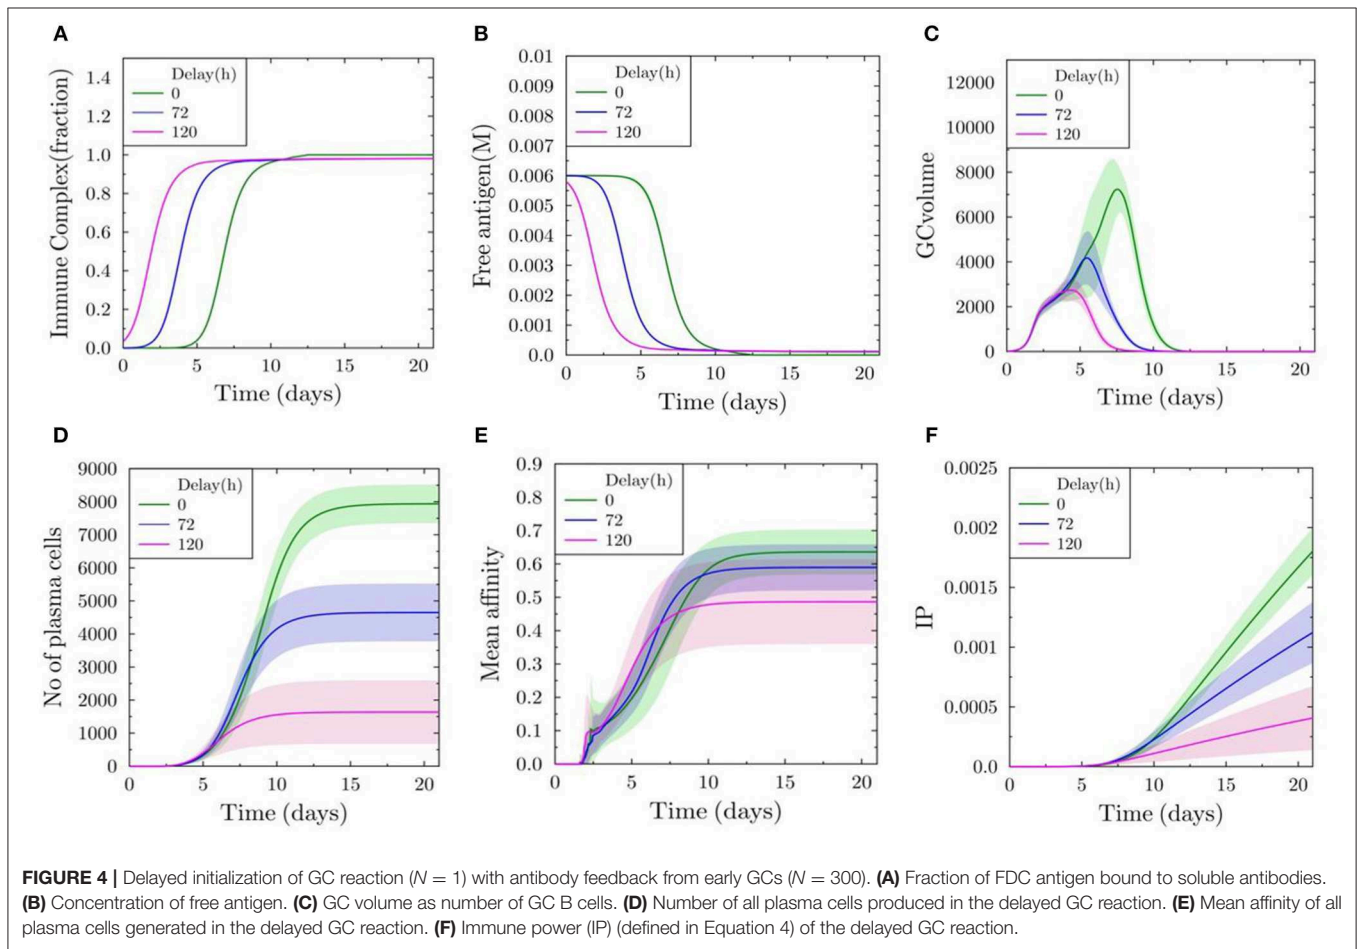 A
Immune Complex(fraction)
1.4
1.2
1.0
0.8
0.6
0.4
0.2
0.0
Delay(h)
0
72
120
0 5 10 15 20
Time (days)
B
Free antigen(M)
0.01
0.009
0.008
0.007
0.006
0.005
0.004
0.003
0.002
0.001
0.0
Delay(h)
0
72
120
0 5 10 15 20
Time (days)
C
GCvolume
12000
10000
8000
6000
4000
2000
0
Delay(h)
0
72
120
0 5 10 15 20
Time (days)
D
No of plasma cells
9000
8000
7000
6000
5000
4000
3000
2000
1000
0
Delay(h)
0
72
120
0 5 10 15 20
Time (days)
E
Mean affinity
0.9
0.8
0.7
0.6
0.5
0.4
0.3
0.2
0.1
0.0
Delay(h)
0
72
120
0 5 10 15 20
Time (days)
F
IP
0.0025
0.002
0.0015
0.001
0.0005
0.0
Delay(h)
0
72
120
0 5 10 15 20
Time (days)
FIGURE 4 | Delayed initialization of GC reaction (N = 1) with antibody feedback from early GCs (N = 300). (A) Fraction of FDC antigen bound to soluble antibodies.
(B) Concentration of free antigen. (C) GC volume as number of GC B cells. (D) Number of all plasma cells produced in the delayed GC reaction. (E) Mean affinity of all
plasma cells generated in the delayed GC reaction. (F) Immune power (IP) (defined in Equation 4) of the delayed GC reaction.